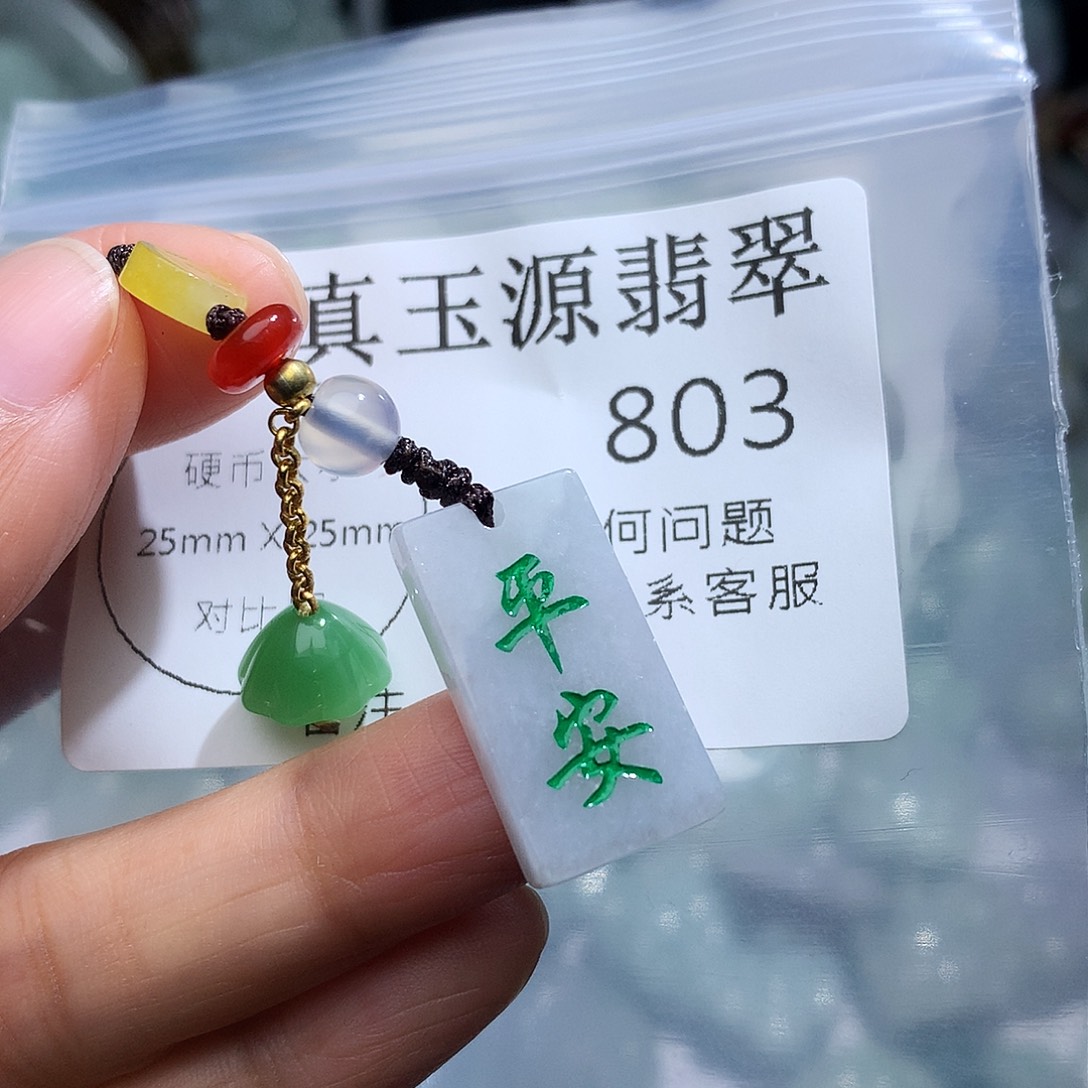 真玉源翡翠
803
硬币
25mm X 25mm
对比
何问题
系客服
平
安